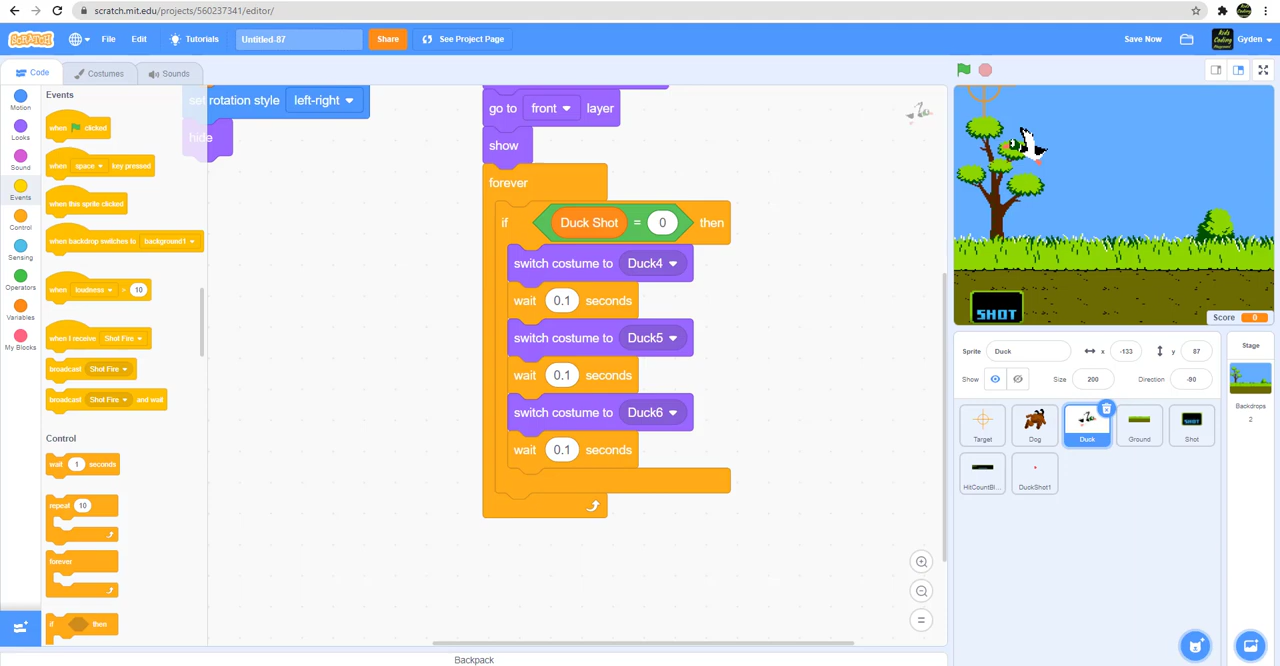 scratch.mit.edu/projects/560237341/editor/
SCRATCH File Edit Tutorials Untitled-87 Share See Project Page Save Now Gyden
Kids Coding Playground
Code Costumes Sounds
Motion
Looks
Sound
Events
Control
Sensing
Operators
Variables
My Blocks
Events
when clicked
when space key pressed
when this sprite clicked
when backdrop switches to background1
when loudness > 10
when I receive Shot Fire
broadcast Shot Fire
broadcast Shot Fire and wait
Control
wait 1 seconds
repeat 10
forever
if then
set rotation style left-right
hide
go to front layer
show
forever
if Duck Shot = 0 then
switch costume to Duck4
wait 0.1 seconds
switch costume to Duck5
wait 0.1 seconds
switch costume to Duck6
wait 0.1 seconds
Backpack
SHOT
Score 0
Sprite Duck x -133 y 87
Show Size 200 Direction -90
Target Dog Duck Ground Shot
HitCountBl... DuckShot1
Stage
Backdrops
2